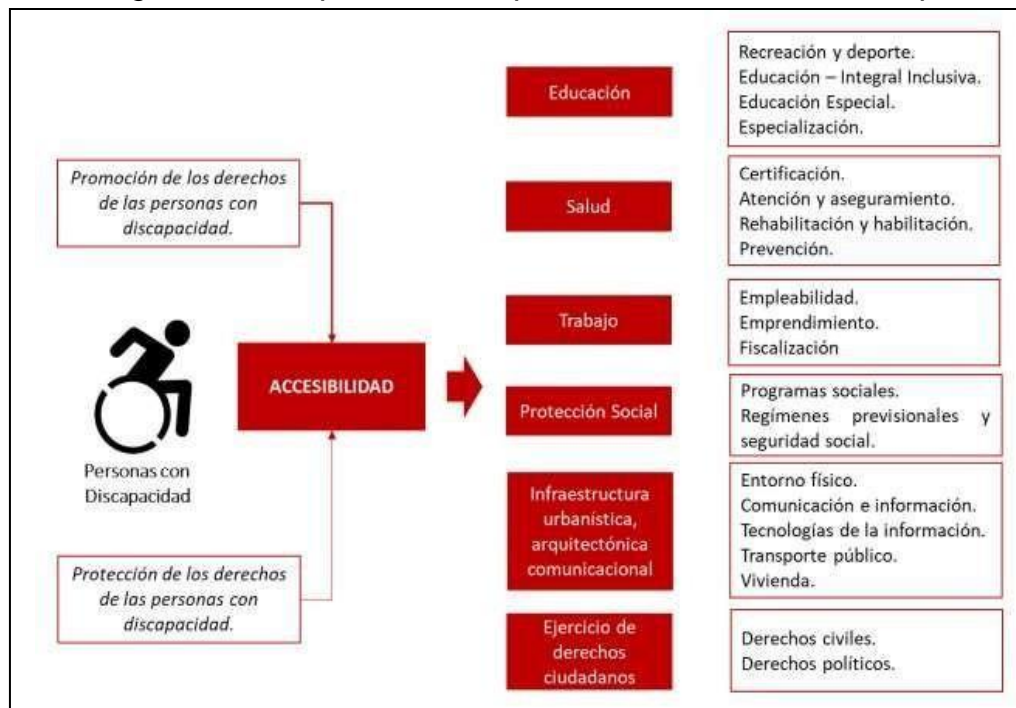 Promoción de los derechos
de las personas con
discapacidad.
Personas con
Discapacidad
Protección de los derechos
de las personas con
discapacidad.
ACCESIBILIDAD
Educación
Recreación y deporte.
Educación – Integral Inclusiva.
Educación Especial.
Especialización.
Salud
Certificación.
Atención y aseguramiento.
Rehabilitación y habilitación.
Prevención.
Trabajo
Empleabilidad.
Emprendimiento.
Fiscalización
Protección Social
Programas sociales.
Regímenes previsionales y
seguridad social.
Infraestructura
urbanística,
arquitectónica
comunicacional
Entorno físico.
Comunicación e información.
Tecnologías de la información.
Transporte público.
Vivienda.
Ejercicio de
derechos
ciudadanos
Derechos civiles.
Derechos políticos.